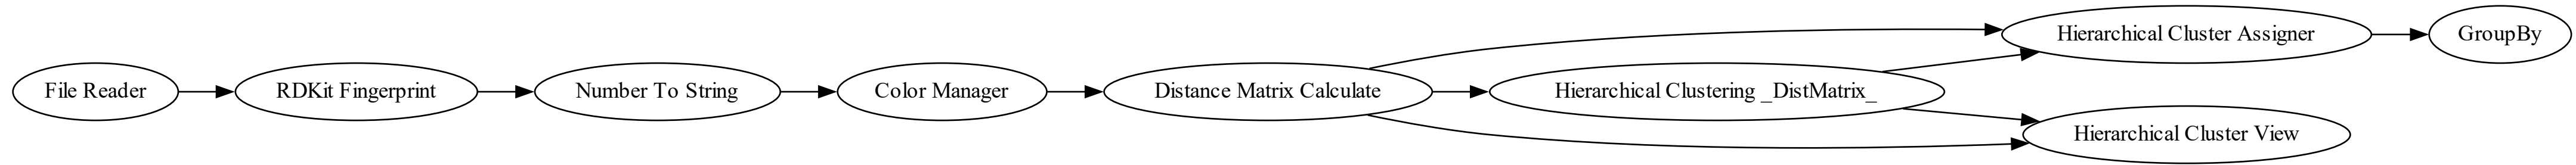 File Reader
RDKit Fingerprint
Number To String
Color Manager
Distance Matrix Calculate
Hierarchical Clustering _DistMatrix_
Hierarchical Cluster Assigner
GroupBy
Hierarchical Cluster View